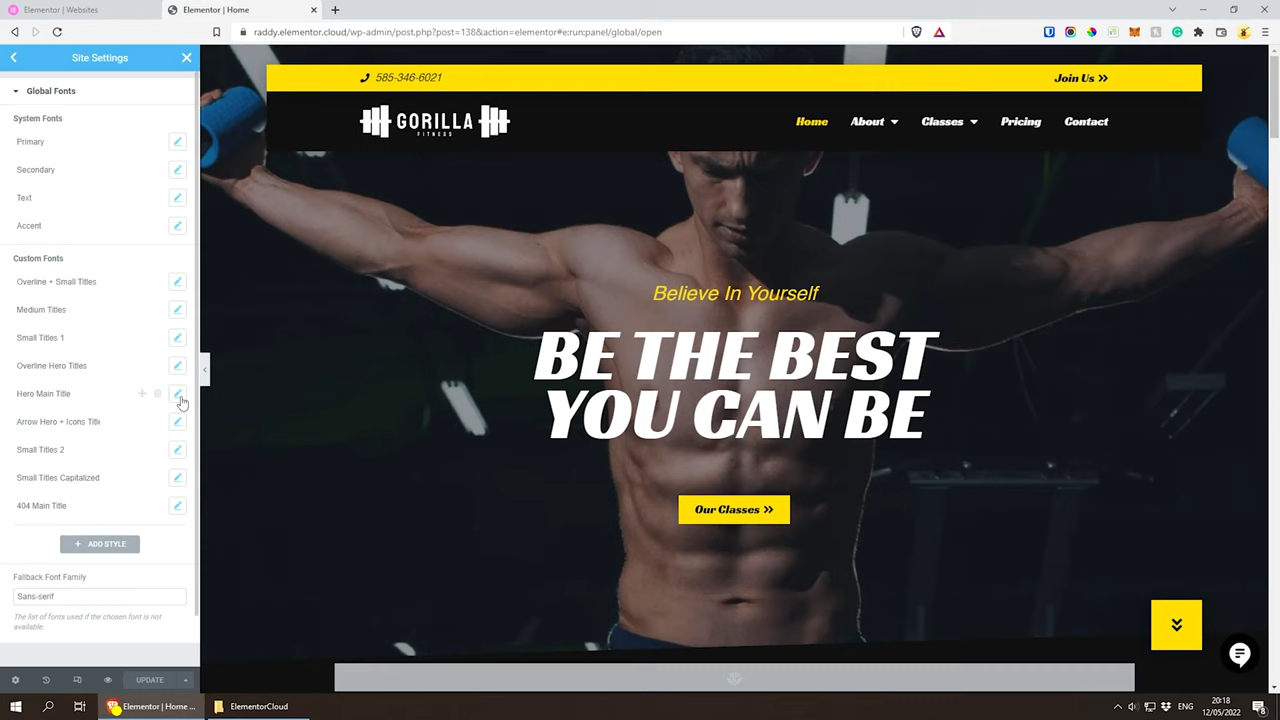 Elementor | Websites
Elementor | Home
raddy.elementor.cloud/wp-admin/post.php?post=138&action=elementor#e:run:panel/global/open
Site Settings
Global Fonts
System Fonts
Primary
Secondary
Text
Accent
Custom Fonts
Overline + Small Titles
Medium Titles
Small Titles 1
Overline Hero Titles
Hero Main Title
Arrow Hero + Icons Title
Small Titles 2
Small Titles Capitalized
404 Main Title
+ ADD STYLE
Fallback Font Family
Sans-serif
The list of fonts used if the chosen font is not
available.
UPDATE
585-346-6021
Join Us
GORILLA
FITNESS
Home About Classes Pricing Contact
Believe In Yourself
BE THE BEST
YOU CAN BE
Our Classes
Elementor | Home ...
ElementorCloud
ENG
20:18
12/05/2022